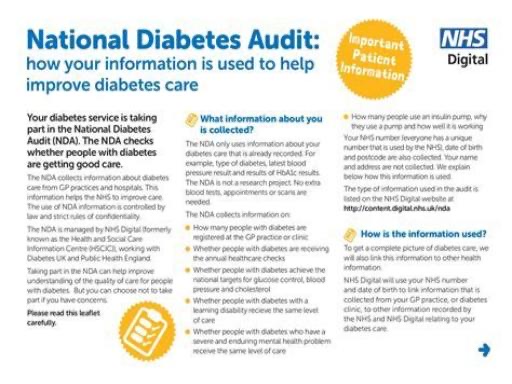 National Diabetes Audit:
how your information is used to help
improve diabetes care
Important
Patient
Information
NHS
Digital
Your diabetes service is taking
part in the National Diabetes
Audit (NDA). The NDA checks
whether people with diabetes
are getting good care.
The NDA collects information about diabetes
care from GP practices and hospitals. This
information helps the NHS to improve care.
The use of NDA information is controlled by
law and strict rules of confidentiality.
The NDA is managed by NHS Digital (formerly
known as the Health and Social Care
Information Centre (HSCIC)), working with
Diabetes UK and Public Health England.
Taking part in the NDA can help improve
understanding of the quality of care for people
with diabetes. But you can choose not to take
part if you have concerns.
Please read this leaflet
carefully.
What information about you
is collected?
The NDA only uses information about your
diabetes care that is already recorded. For
example, type of diabetes, latest blood
pressure result and results of HbA1c results.
The NDA is not a research project. No extra
blood tests, appointments or scans are
needed.
The NDA collects information on:
How many people with diabetes are
registered at the GP practice or clinic
Whether people with diabetes are receiving
the annual healthcare checks
Whether people with diabetes achieve the
national targets for glucose control, blood
pressure and cholesterol
Whether people with diabetes with a
learning disability recieve the same level
of care
Whether people with diabetes who have a
severe and enduring mental health problem
receive the same level of care
How many people use an insulin pump, why
they use a pump and how well it is working
Your NHS number (everyone has a unique
number that is used by the NHS), date of birth
and postcode are also collected. Your name
and address are not collected. We explain
below how this information is used.
The type of information used in the audit is
listed on the NHS Digital website at
http://content.digital.nhs.uk/nda
How is the information used?
To get a complete picture of diabetes care, we
will also link this information to other health
information.
NHS Digital will use your NHS number
and date of birth to link information that is
collected from your GP practice, or diabetes
clinic, to other information recorded by
the NHS and NHS Digital relating to your
diabetes care.